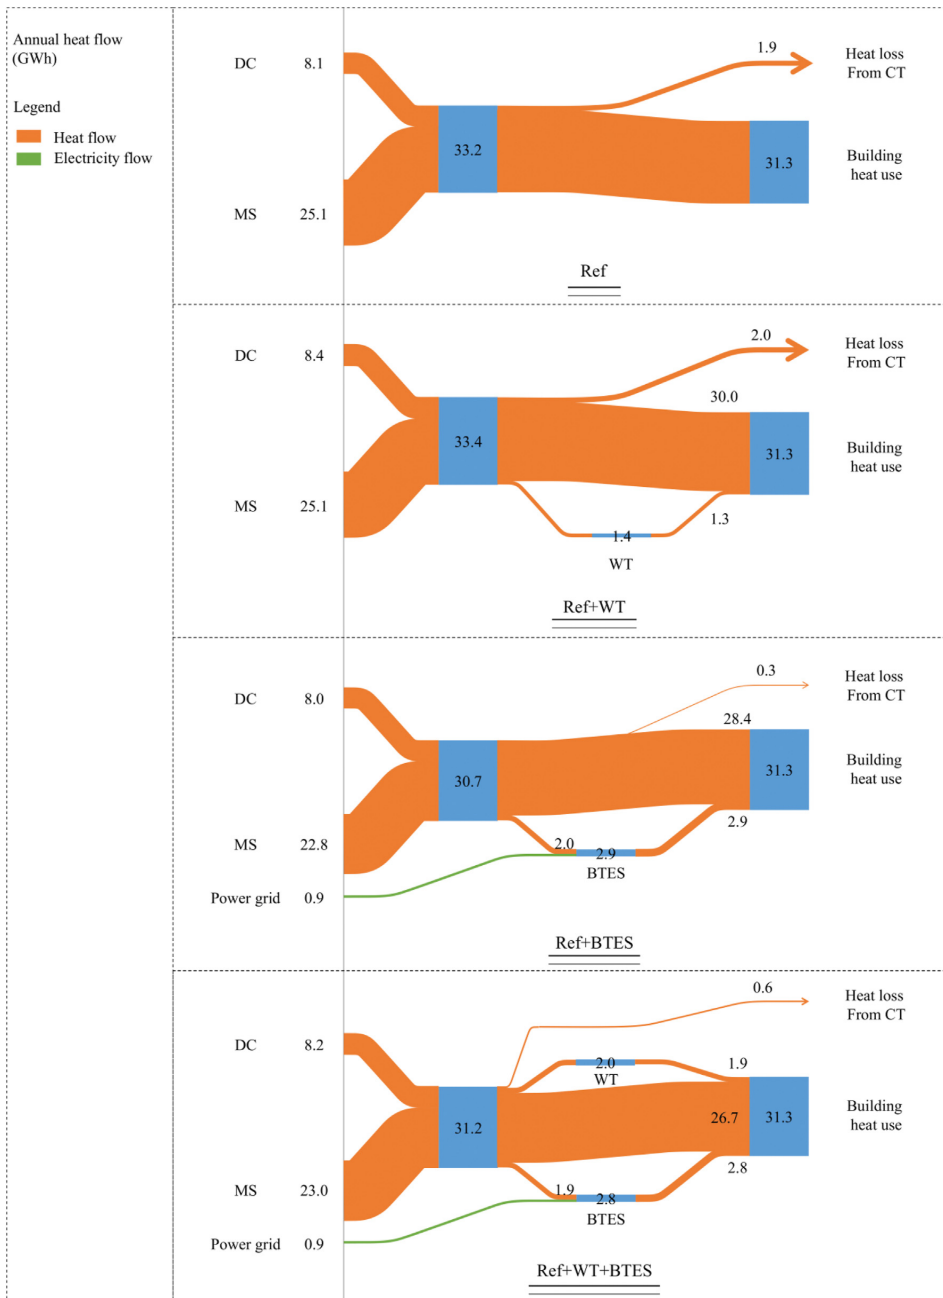 Annual heat flow
(GWh)
Legend
Heat flow
Electricity flow
DC 8.1
MS 25.1
33.2
1.9
Heat loss
From CT
31.3
Building
heat use
Ref
DC 8.4
MS 25.1
33.4
2.0
Heat loss
From CT
30.0
31.3
Building
heat use
1.3
1.4
WT
Ref+WT
DC 8.0
MS 22.8
Power grid 0.9
30.7
0.3
Heat loss
From CT
28.4
31.3
Building
heat use
2.9
2.0
2.9
BTES
Ref+BTES
DC 8.2
MS 23.0
Power grid 0.9
31.2
0.6
Heat loss
From CT
2.0
WT
1.9
26.7
31.3
Building
heat use
2.8
1.9
2.8
BTES
Ref+WT+BTES